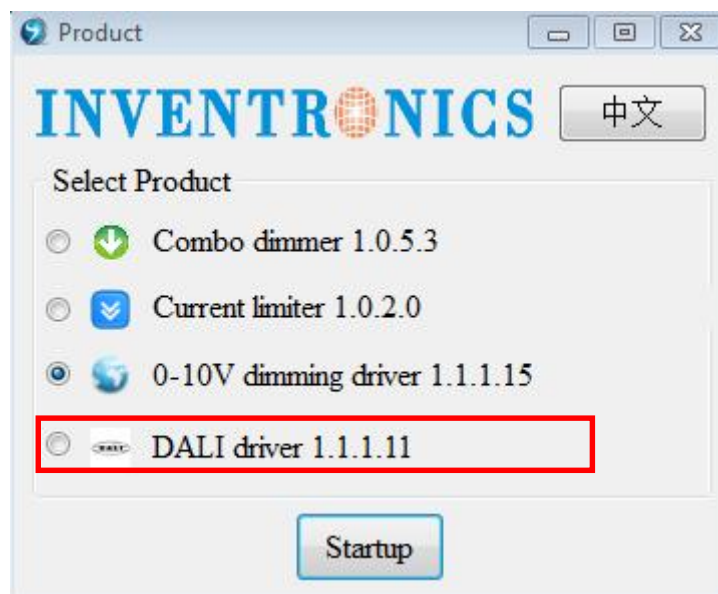 Product
INVENTRONICS
中文
Select Product
Combo dimmer 1.0.5.3
Current limiter 1.0.2.0
0-10V dimming driver 1.1.1.15
DALI
DALI driver 1.1.1.11
Startup